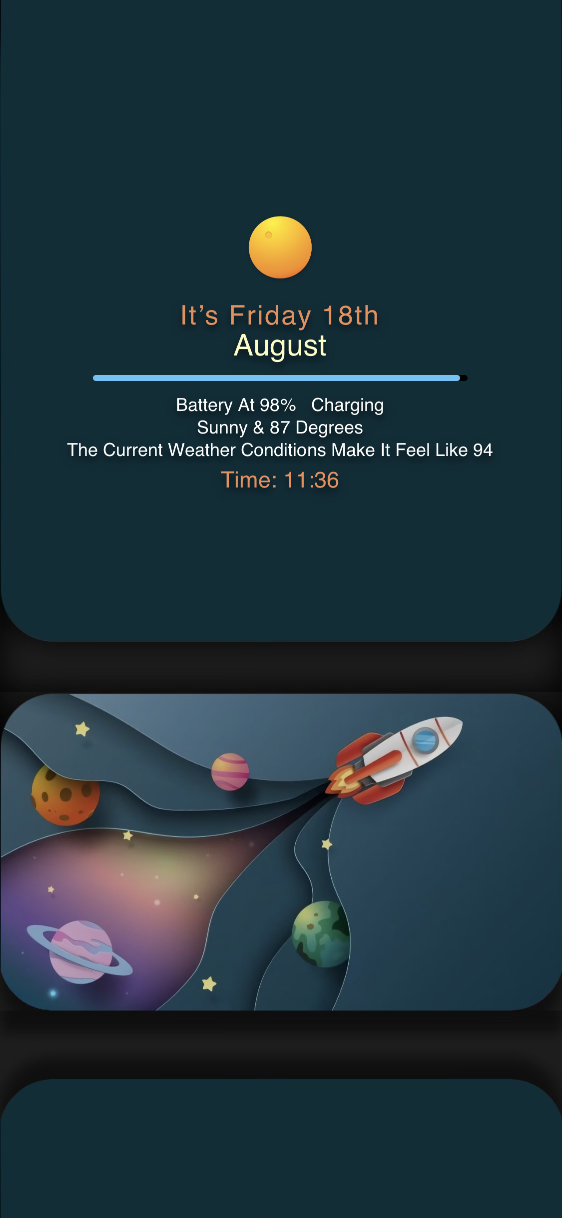 It’s Friday 18th
August
Battery At 98%   Charging
Sunny & 87 Degrees
The Current Weather Conditions Make It Feel Like 94
Time: 11:36